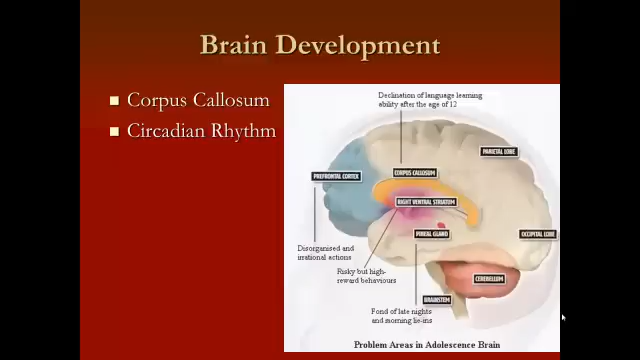 Brain Development
Corpus Callosum
Circadian Rhythm
Declination of language learning
ability after the age of 12
PARIETAL LOBE
PREFRONTAL CORTEX
CORPUS CALLOSUM
RIGHT VENTRAL STRIATUM
PINEAL GLAND
OCCIPITAL LOBE
Disorganised and
irrational actions
Risky but high-
reward behaviours
CEREBELLUM
BRAINSTEM
Fond of late nights
and morning lie-ins
Problem Areas in Adolescence Brain